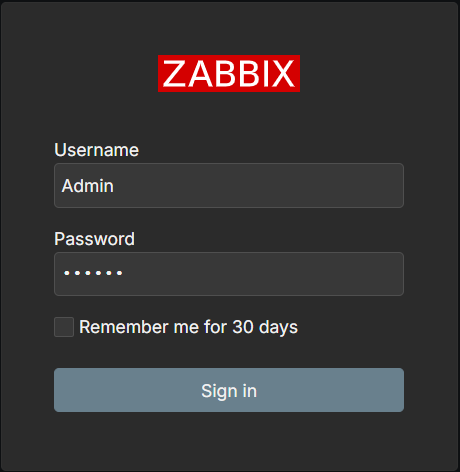 ZABBIX
Username
Admin
Password
••••••
Remember me for 30 days
Sign in